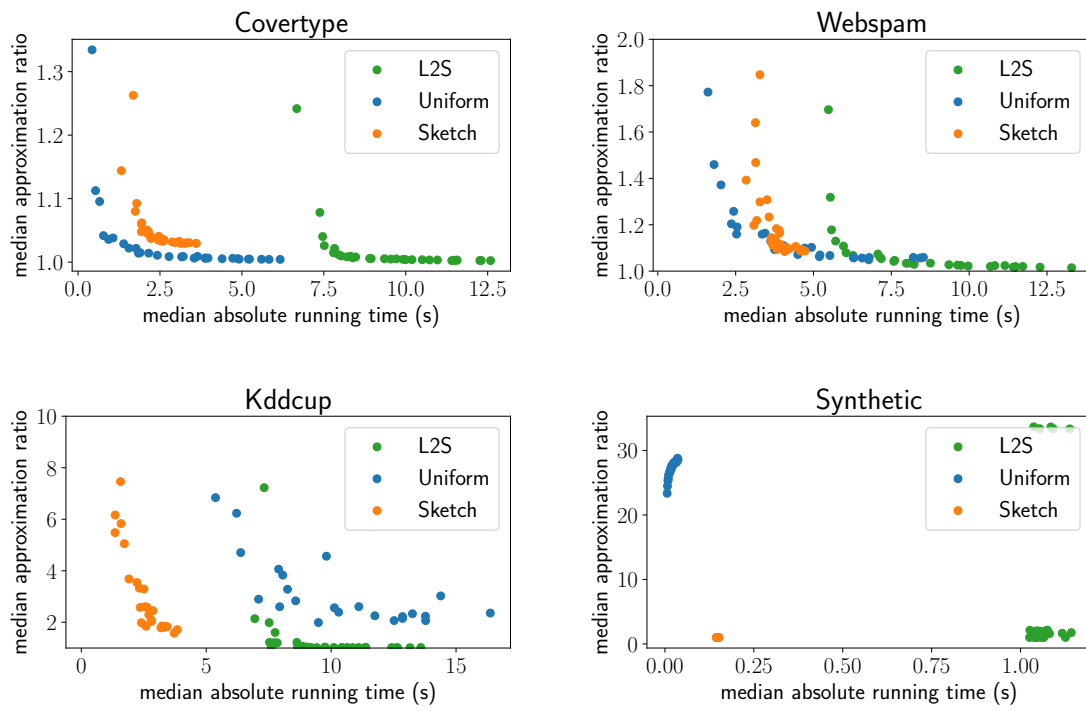 Covertype
median approximation ratio
1.3
1.2
1.1
1.0
L2S
Uniform
Sketch
0.0 2.5 5.0 7.5 10.0 12.5
median absolute running time (s)
Webspam
median approximation ratio
2.0
1.8
1.6
1.4
1.2
1.0
L2S
Uniform
Sketch
0.0 2.5 5.0 7.5 10.0 12.5
median absolute running time (s)
Kddcup
median approximation ratio
10
8
6
4
2
L2S
Uniform
Sketch
0 5 10 15
median absolute running time (s)
Synthetic
median approximation ratio
30
20
10
0
L2S
Uniform
Sketch
0.00 0.25 0.50 0.75 1.00
median absolute running time (s)